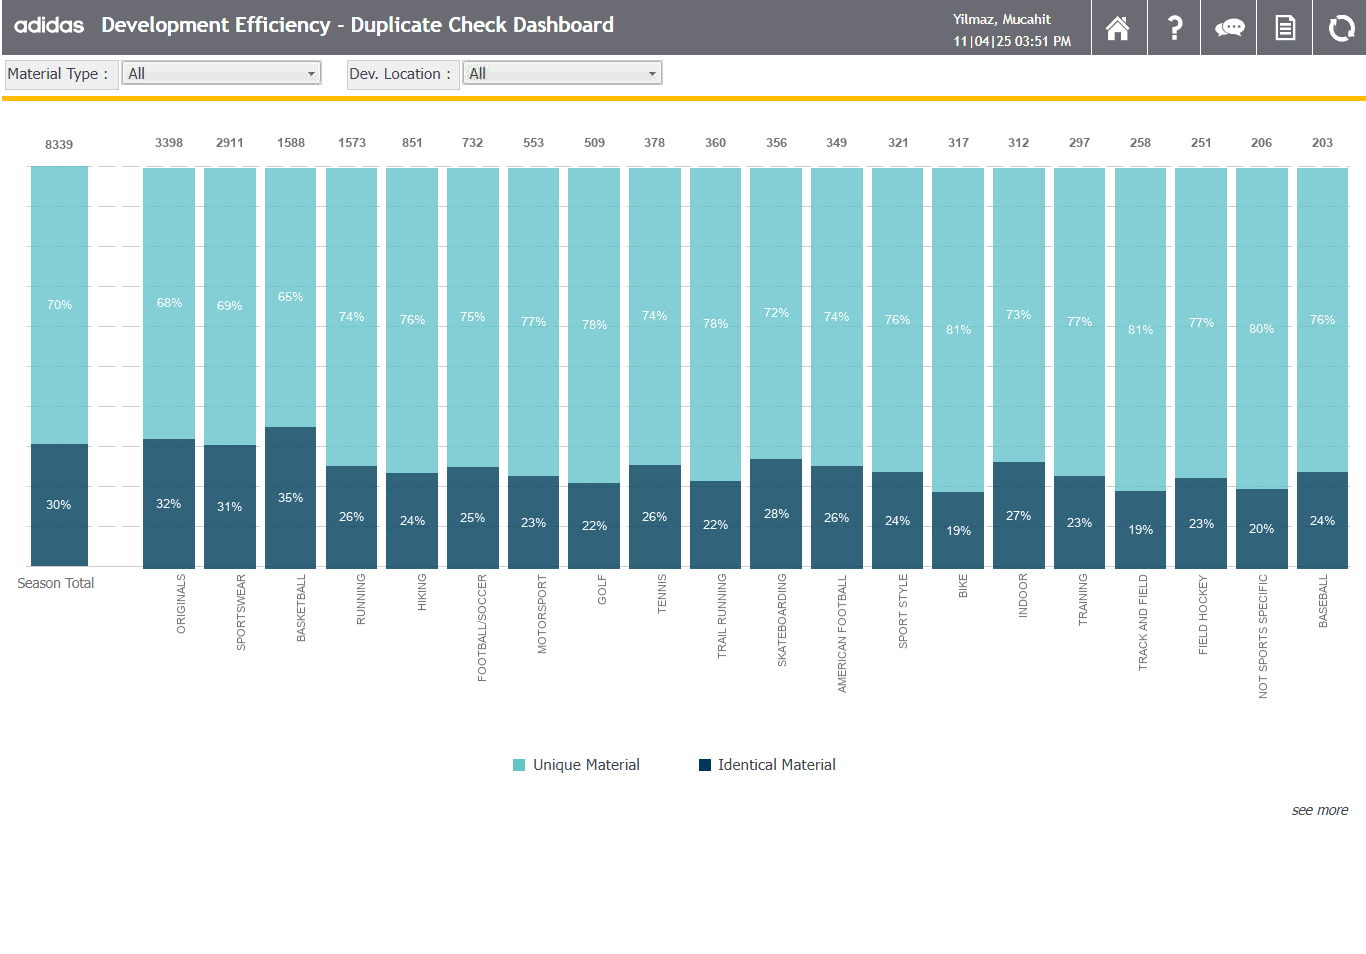 adidas Development Efficiency - Duplicate Check Dashboard
Yilmaz, Mucahit
11|04|25 03:51 PM
Material Type : All Dev. Location : All
8339 3398 2911 1588 1573 851 732 553 509 378 360 356 349 321 317 312 297 258 251 206 203
70% 68% 69% 65% 74% 76% 75% 77% 78% 74% 78% 72% 74% 76% 81% 73% 77% 81% 77% 80% 76%
30% 32% 31% 35% 26% 24% 25% 23% 22% 26% 22% 28% 26% 24% 19% 27% 23% 19% 23% 20% 24%
Season Total
ORIGINALS
SPORTSWEAR
BASKETBALL
RUNNING
HIKING
FOOTBALL/SOCCER
MOTORSPORT
GOLF
TENNIS
TRAIL RUNNING
SKATEBOARDING
AMERICAN FOOTBALL
SPORT STYLE
BIKE
INDOOR
TRAINING
TRACK AND FIELD
FIELD HOCKEY
NOT SPORTS SPECIFIC
BASEBALL
Unique Material Identical Material
see more